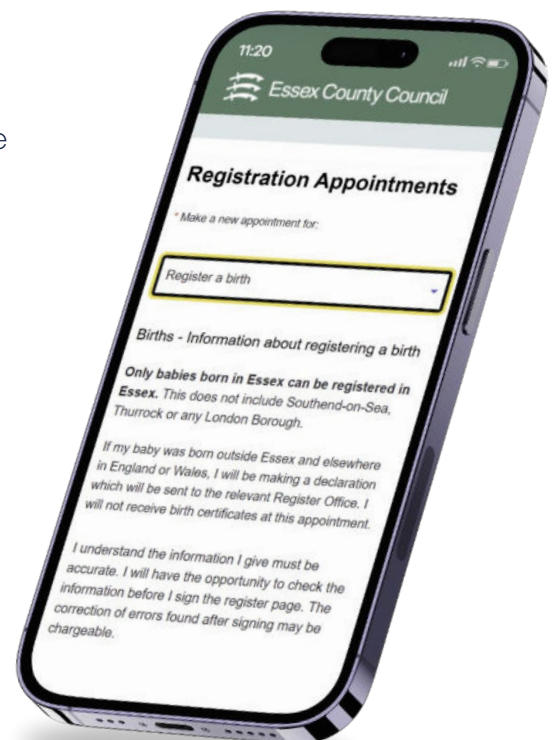 e
11:20
Essex County Council
Registration Appointments
* Make a new appointment for:
Register a birth
Births - Information about registering a birth
Only babies born in Essex can be registered in
Essex. This does not include Southend-on-Sea,
Thurrock or any London Borough.
If my baby was born outside Essex and elsewhere
in England or Wales, I will be making a declaration
which will be sent to the relevant Register Office. I
will not receive birth certificates at this appointment.
I understand the information I give must be
accurate. I will have the opportunity to check the
information before I sign the register page. The
correction of errors found after signing may be
chargeable.